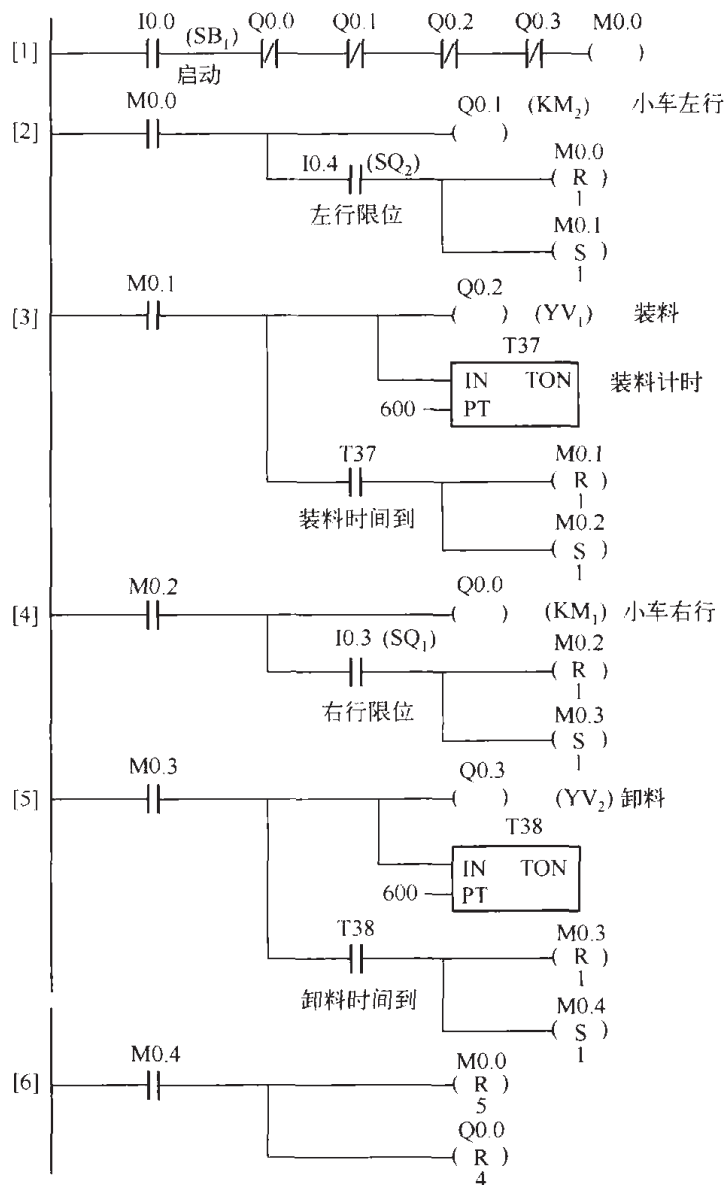 I0.0 (SB₁) Q0.0 Q0.1 Q0.2 Q0.3 M0.0
[1] ( )
启动
M0.0 Q0.1 (KM₂) 小车左行
[2] ( )
I0.4 (SQ₂) M0.0
( R )
左行限位 1
M0.1
( S )
1
M0.1 Q0.2
[3] ( ) (YV₁) 装料
T37
IN TON 装料计时
600 PT
T37 M0.1
( R )
装料时间到 1
M0.2
( S )
1
M0.2 Q0.0
[4] ( ) (KM₁) 小车右行
I0.3 (SQ₁) M0.2
( R )
右行限位 1
M0.3
( S )
1
M0.3 Q0.3
[5] ( ) (YV₂) 卸料
T38
IN TON
600 PT
T38 M0.3
( R )
卸料时间到 1
M0.4
( S )
1
M0.4 M0.0
[6] ( R )
5
Q0.0
( R )
4